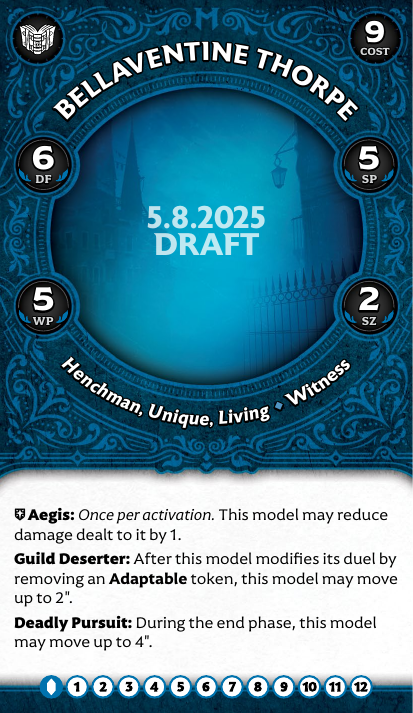 9
COST
BELLAVENTINE THORPE
6
DF
5
SP
5.8.2025
DRAFT
5
WP
2
SZ
Henchman, Unique, Living ♦ Witness
Aegis: Once per activation. This model may reduce
damage dealt to it by 1.
Guild Deserter: After this model modifies its duel by
removing an Adaptable token, this model may move
up to 2".
Deadly Pursuit: During the end phase, this model
may move up to 4".
1 2 3 4 5 6 7 8 9 10 11 12